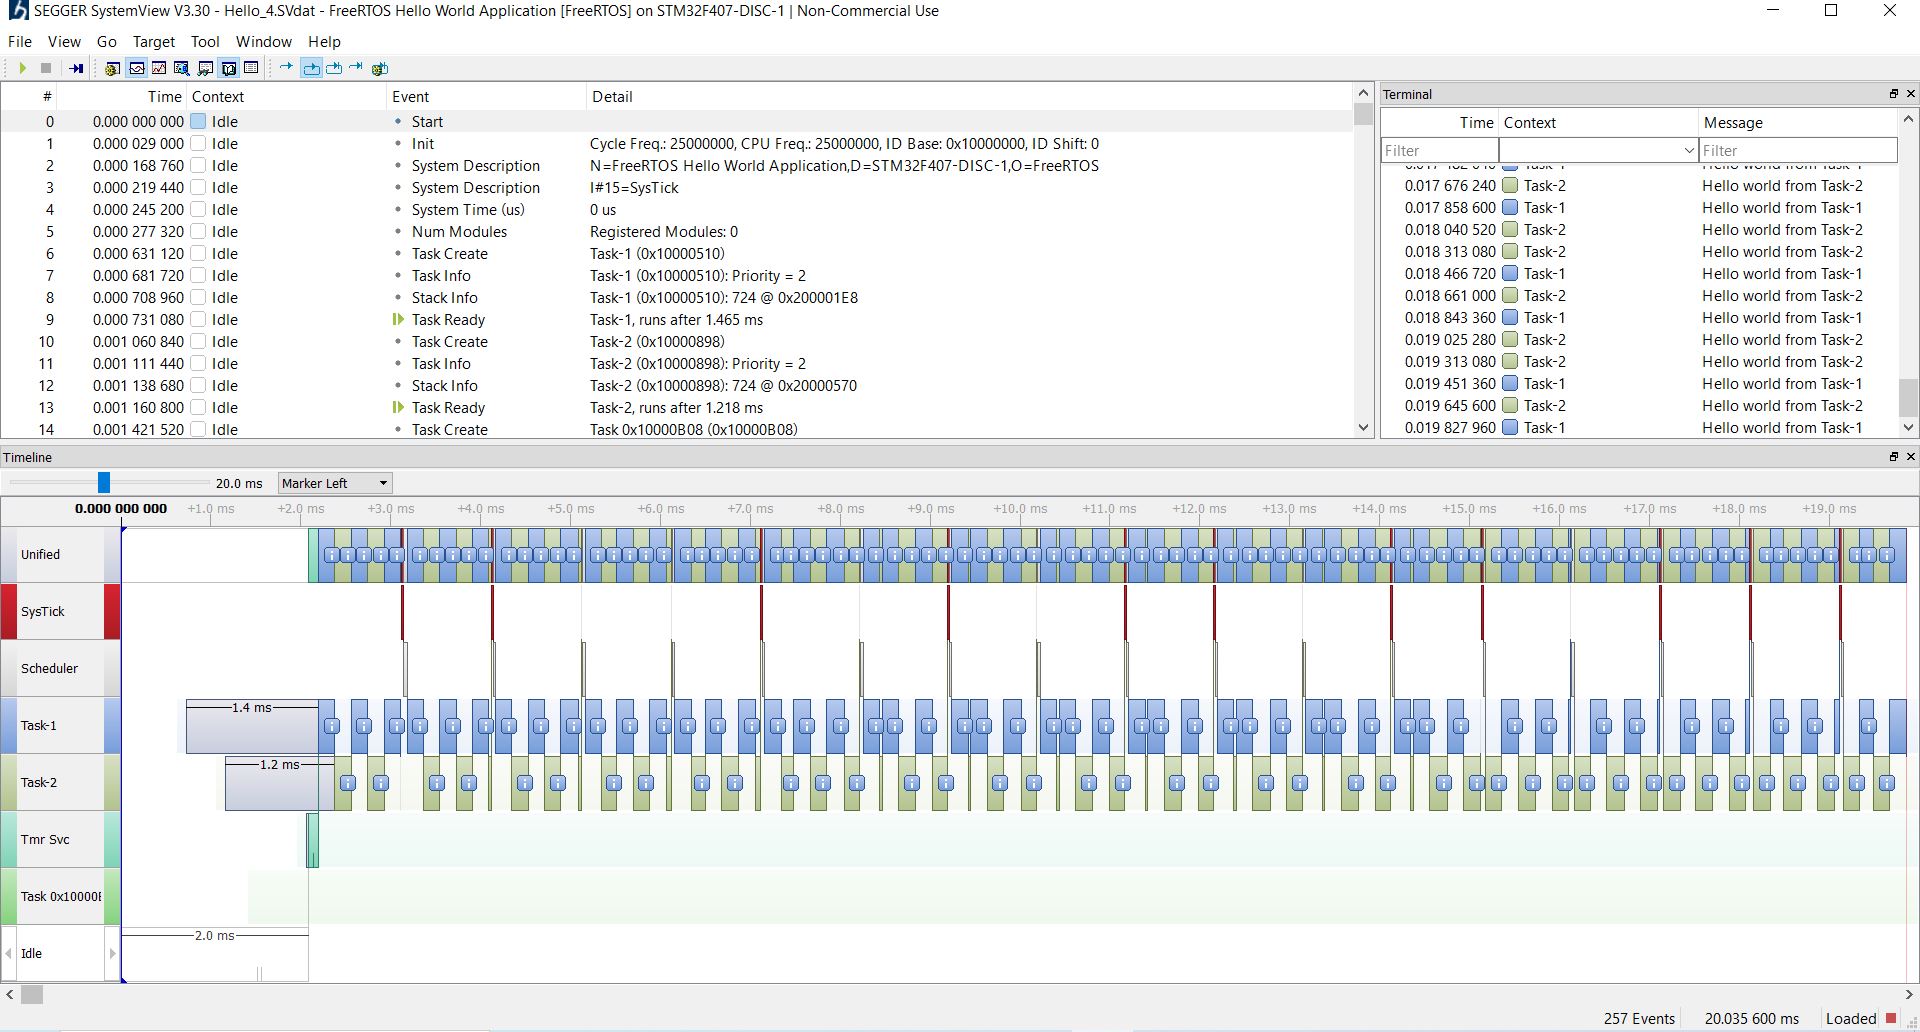 SEGGER SystemView V3.30 - Hello_4.SVdat - FreeRTOS Hello World Application [FreeRTOS] on STM32F407-DISC-1 | Non-Commercial Use
File View Go Target Tool Window Help
# Time Context Event Detail
0 0.000 000 000 Idle Start
1 0.000 029 000 Idle Init Cycle Freq.: 25000000, CPU Freq.: 25000000, ID Base: 0x10000000, ID Shift: 0
2 0.000 168 760 Idle System Description N=FreeRTOS Hello World Application,D=STM32F407-DISC-1,O=FreeRTOS
3 0.000 219 440 Idle System Description I#15=SysTick
4 0.000 245 200 Idle System Time (us) 0 us
5 0.000 277 320 Idle Num Modules Registered Modules: 0
6 0.000 631 120 Idle Task Create Task-1 (0x10000510)
7 0.000 681 720 Idle Task Info Task-1 (0x10000510): Priority = 2
8 0.000 708 960 Idle Stack Info Task-1 (0x10000510): 724 @ 0x200001E8
9 0.000 731 080 Idle Task Ready Task-1, runs after 1.465 ms
10 0.001 060 840 Idle Task Create Task-2 (0x10000898)
11 0.001 111 440 Idle Task Info Task-2 (0x10000898): Priority = 2
12 0.001 138 680 Idle Stack Info Task-2 (0x10000898): 724 @ 0x20000570
13 0.001 160 800 Idle Task Ready Task-2, runs after 1.218 ms
14 0.001 421 520 Idle Task Create Task 0x10000B08 (0x10000B08)
Terminal
Time Context Message
Filter Filter
0.017 676 240 Task-2 Hello world from Task-2
0.017 858 600 Task-1 Hello world from Task-1
0.018 040 520 Task-2 Hello world from Task-2
0.018 313 080 Task-2 Hello world from Task-2
0.018 466 720 Task-1 Hello world from Task-1
0.018 661 000 Task-2 Hello world from Task-2
0.018 843 360 Task-1 Hello world from Task-1
0.019 025 280 Task-2 Hello world from Task-2
0.019 313 080 Task-2 Hello world from Task-2
0.019 451 360 Task-1 Hello world from Task-1
0.019 645 600 Task-2 Hello world from Task-2
0.019 827 960 Task-1 Hello world from Task-1
Timeline
20.0 ms Marker Left
0.000 000 000 +1.0 ms +2.0 ms +3.0 ms +4.0 ms +5.0 ms +6.0 ms +7.0 ms +8.0 ms +9.0 ms +10.0 ms +11.0 ms +12.0 ms +13.0 ms +14.0 ms +15.0 ms +16.0 ms +17.0 ms +18.0 ms +19.0 ms
Unified
SysTick
Scheduler
Task-1 1.4 ms
Task-2 1.2 ms
Tmr Svc
Task 0x10000
Idle 2.0 ms
257 Events 20.035 600 ms Loaded